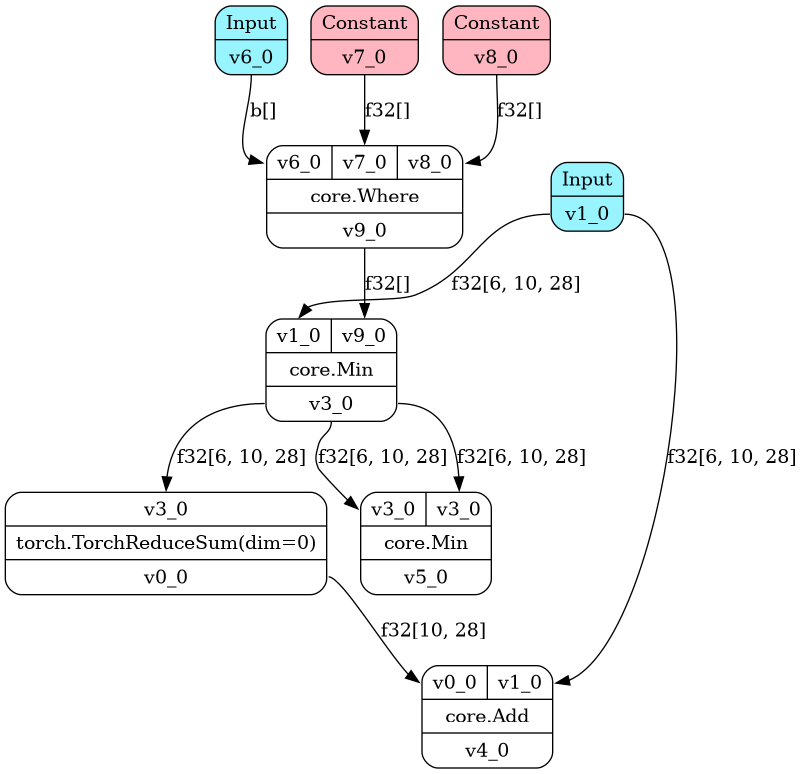 Input
v6_0
Constant
v7_0
Constant
v8_0
b[]
f32[]
f32[]
v6_0 v7_0 v8_0
core.Where
v9_0
Input
v1_0
f32[]
f32[6, 10, 28]
v1_0 v9_0
core.Min
v3_0
f32[6, 10, 28]
f32[6, 10, 28]
f32[6, 10, 28]
f32[6, 10, 28]
v3_0
torch.TorchReduceSum(dim=0)
v0_0
v3_0 v3_0
core.Min
v5_0
f32[10, 28]
v0_0 v1_0
core.Add
v4_0